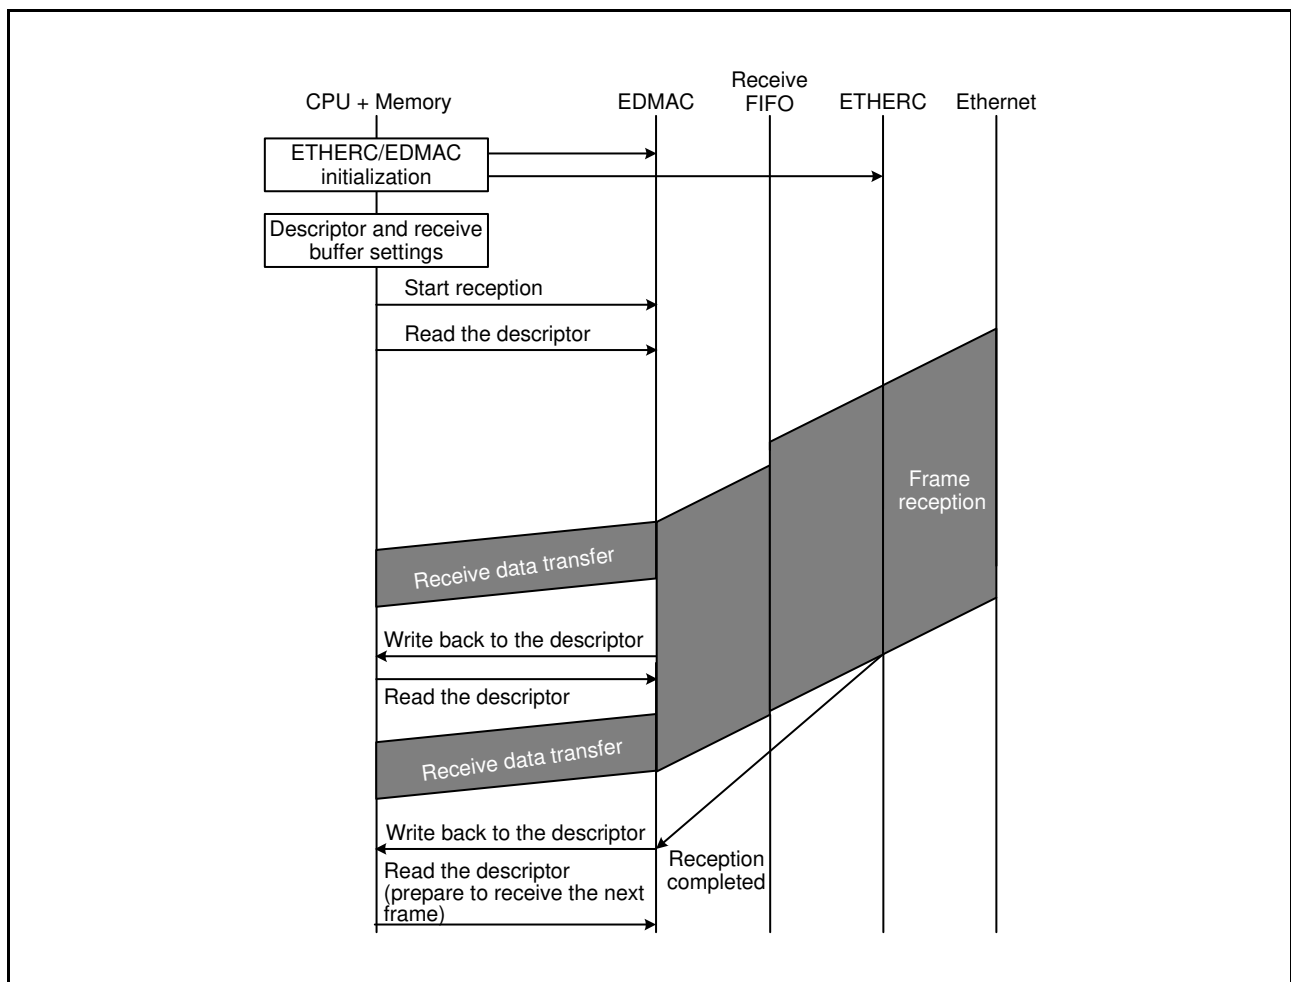 Receive
FIFO
CPU + Memory
EDMAC
ETHERC
Ethernet
ETHERC/EDMAC
initialization
Descriptor and receive
buffer settings
Start reception
Read the descriptor
Frame
reception
Receive data transfer
Write back to the descriptor
Read the descriptor
Receive data transfer
Write back to the descriptor
Reception
completed
Read the descriptor
(prepare to receive the next
frame)